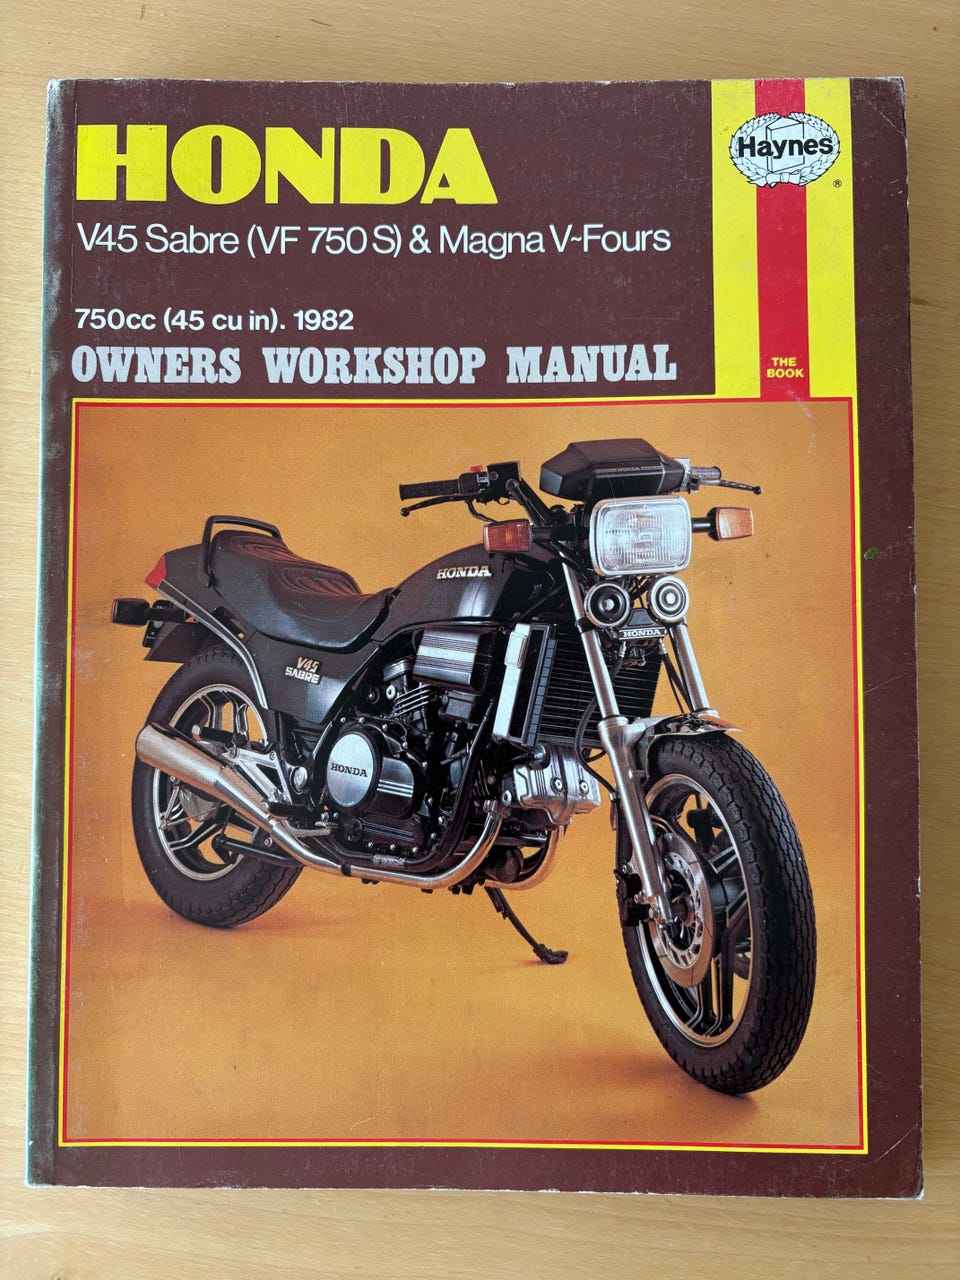 HONDA
V45 Sabre (VF 750 S) & Magna V~Fours
750cc (45 cu in). 1982
OWNERS WORKSHOP MANUAL
Haynes
®
THE
BOOK
HONDA
HONDA
HONDA
V45
SABRE
HONDA